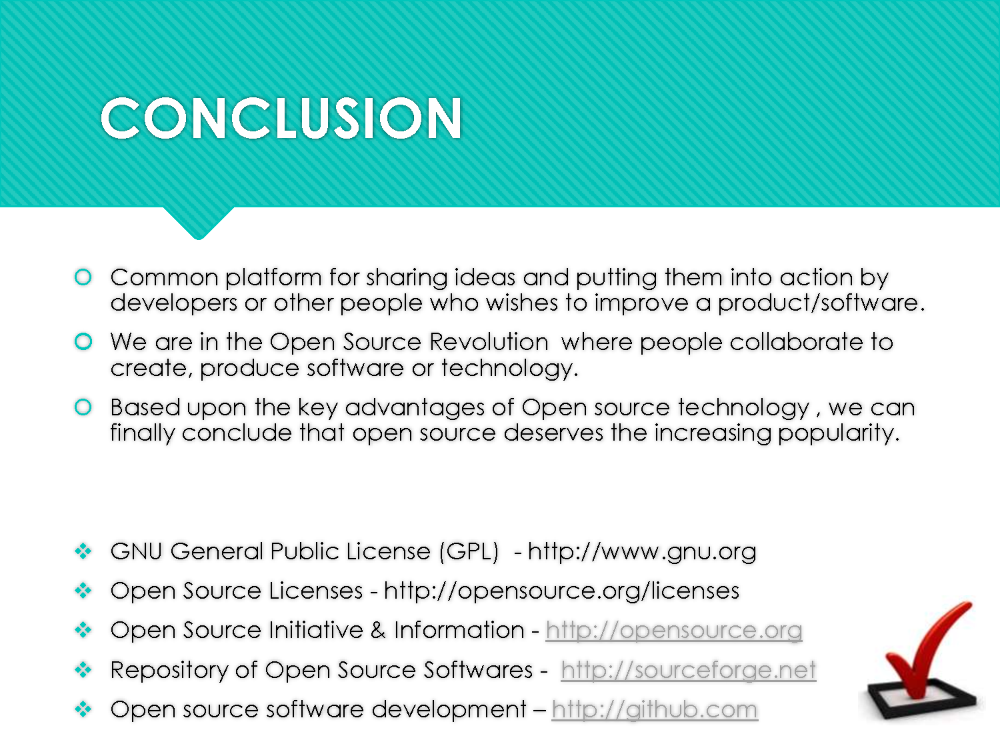 CONCLUSION
Common platform for sharing ideas and putting them into action by
developers or other people who wishes to improve a product/software.
We are in the Open Source Revolution  where people collaborate to
create, produce software or technology.
Based upon the key advantages of Open source technology , we can
finally conclude that open source deserves the increasing popularity.
GNU General Public License (GPL)  - http://www.gnu.org
Open Source Licenses - http://opensource.org/licenses
Open Source Initiative & Information - http://opensource.org
Repository of Open Source Softwares -  http://sourceforge.net
Open source software development – http://github.com